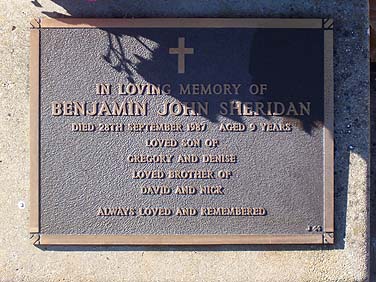 IN LOVING MEMORY OF
BENJAMIN JOHN SHERIDAN
DIED 28TH SEPTEMBER 1987 AGED 9 YEARS
LOVED SON OF
GREGORY AND DENISE
LOVED BROTHER OF
DAVID AND NICK
ALWAYS LOVED AND REMEMBERED